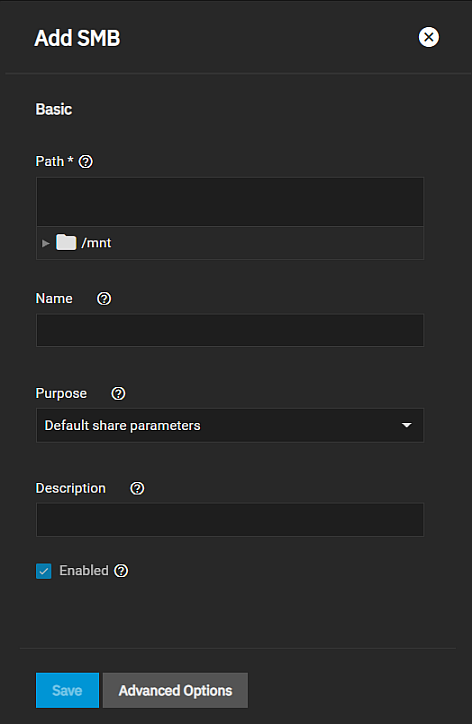 Add SMB
Basic
Path *
/mnt
Name
Purpose
Default share parameters
Description
Enabled
Save
Advanced Options